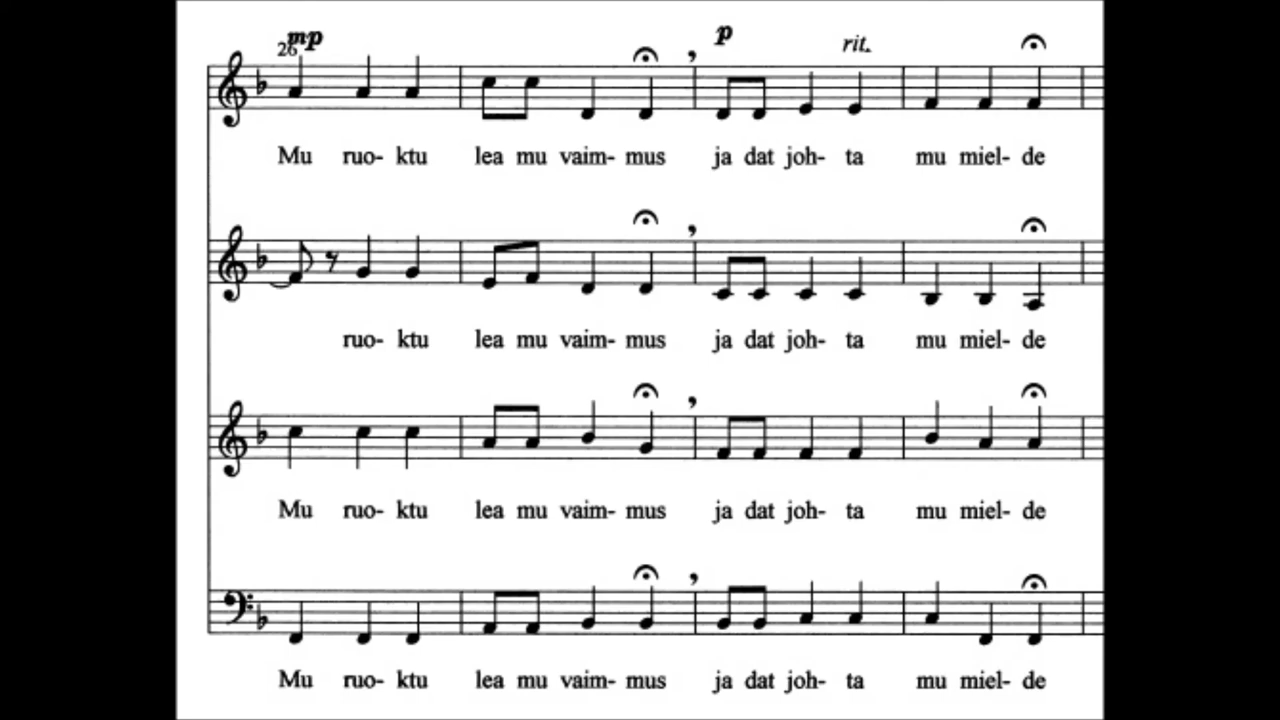 mp
26
p
rit.
Mu ruo- ktu lea mu vaim- mus ja dat joh- ta mu miel- de
ruo- ktu lea mu vaim- mus ja dat joh- ta mu miel- de
Mu ruo- ktu lea mu vaim- mus ja dat joh- ta mu miel- de
Mu ruo- ktu lea mu vaim- mus ja dat joh- ta mu miel- de